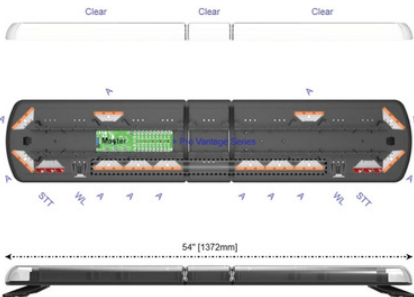 Clear Clear Clear
A A
A A
Master + Pro Vantage Series
A A
STT WL A A A A A A WL STT
54" [1372mm]